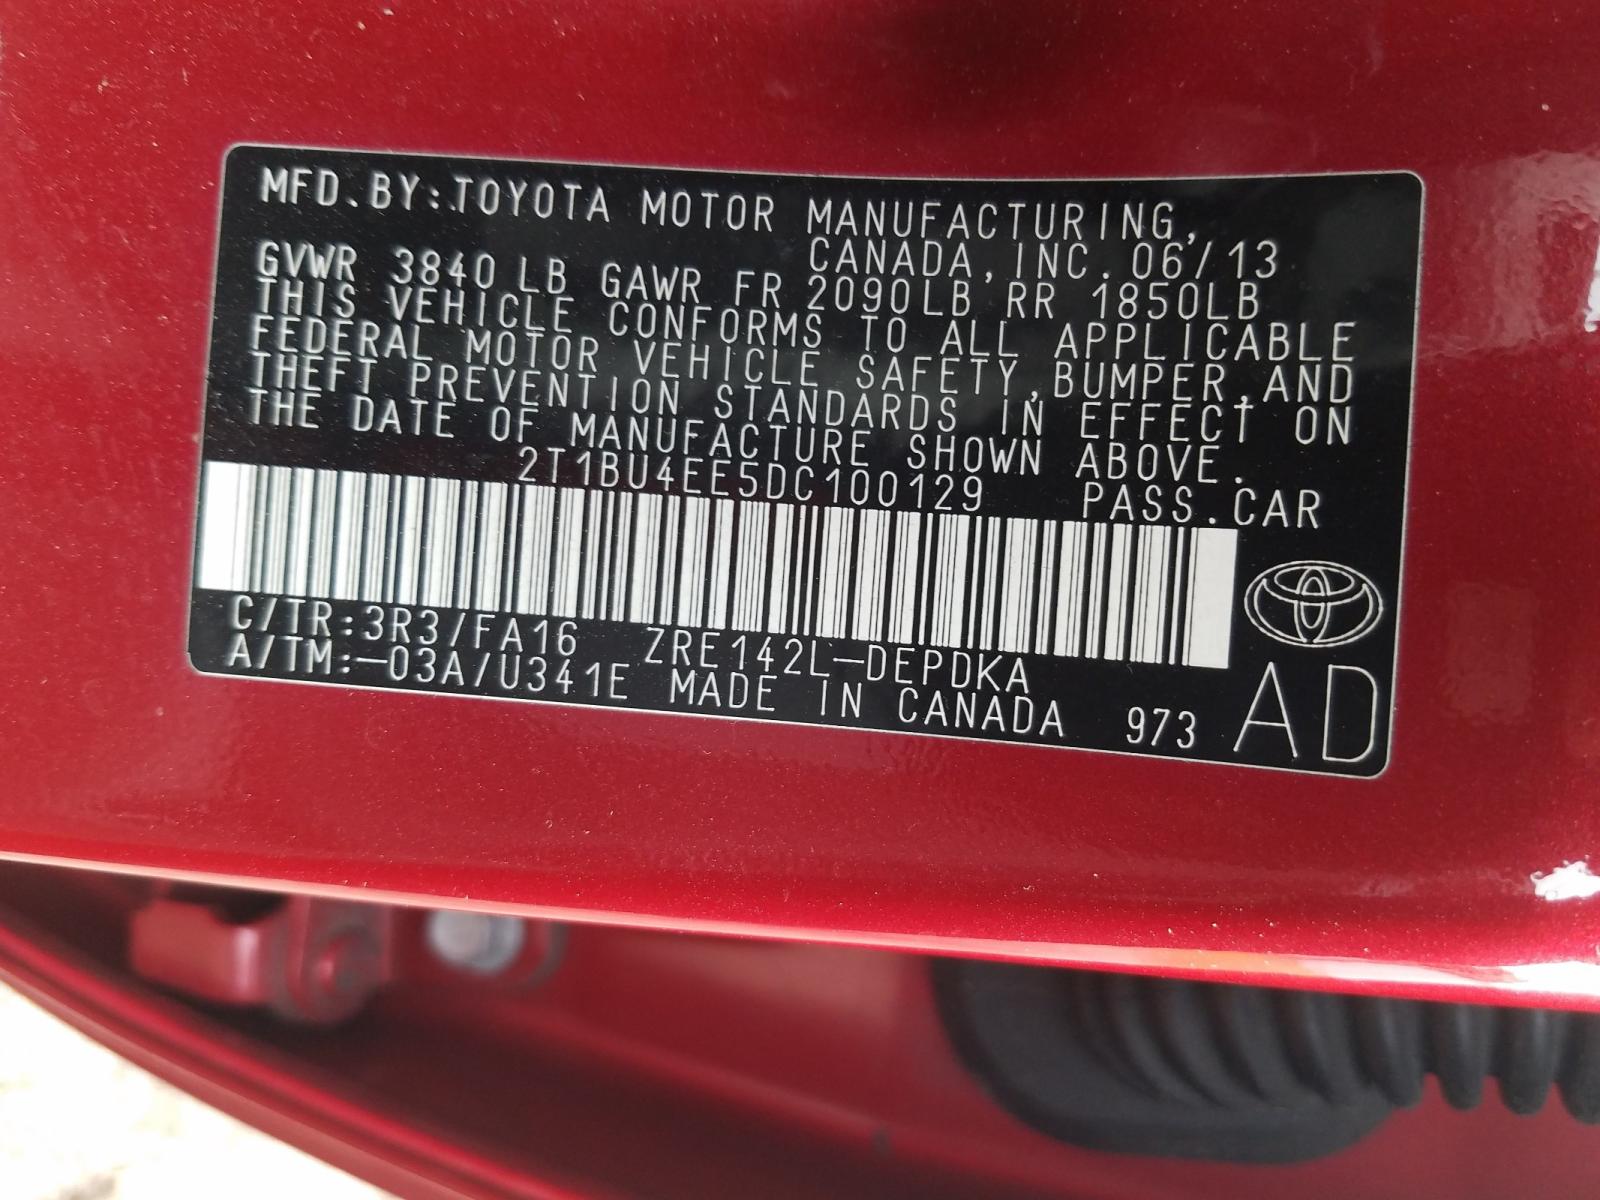 MFD.BY:TOYOTA MOTOR MANUFACTURING,
CANADA, INC. 06/13
GVWR 3840 LB GAWR FR 2090LB RR 1850LB
THIS VEHICLE CONFORMS TO ALL APPLICABLE
FEDERAL MOTOR VEHICLE SAFETY,BUMPER,AND
THEFT PREVENTION STANDARDS IN EFFECT ON
THE DATE OF MANUFACTURE SHOWN ABOVE.
2T1BU4EE5DC100129 PASS.CAR
C/TR:3R3/FA16 ZRE142L-DEPDKA
A/TM:-03A/U341E MADE IN CANADA 973 AD